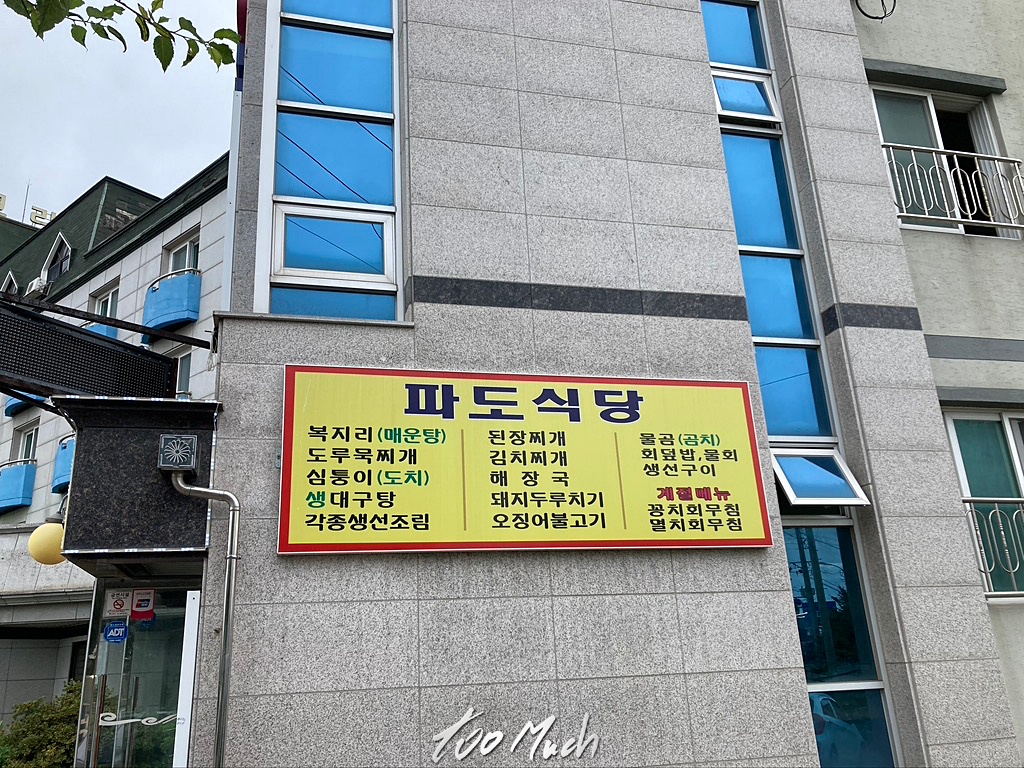 파도식당
복지리(매운탕)
도루묵찌개
심퉁이(도치)
생대구탕
각종생선조림
된장찌개
김치찌개
해 장 국
돼지두루치기
오징어불고기
물곰(곰치)
회덮밥,물회
생선구이
계절메뉴
꽁치회무침
멸치회무침
ADT
too Much